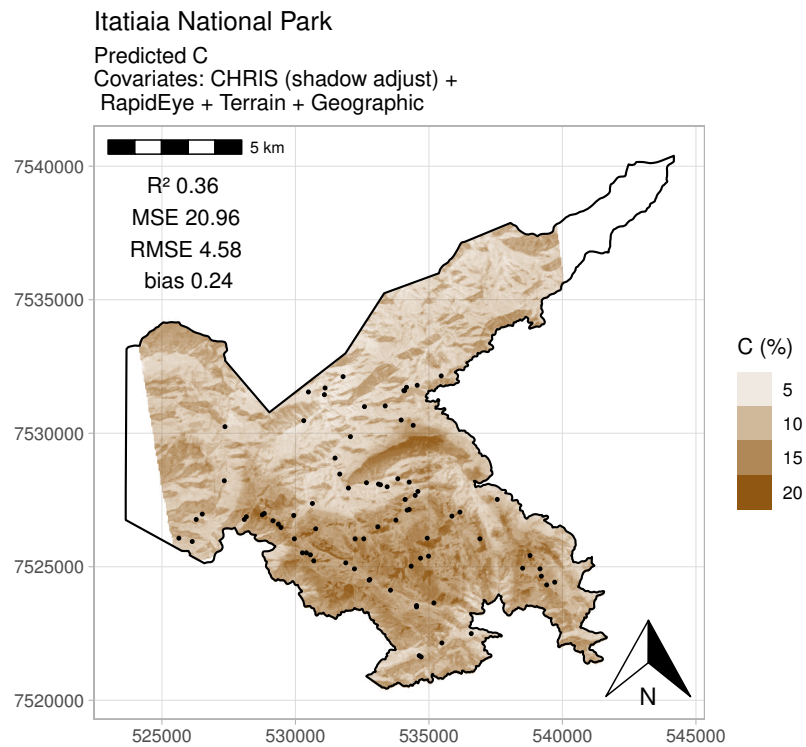 Itatiaia National Park
Predicted C
Covariates: CHRIS (shadow adjust) +
RapidEye + Terrain + Geographic
5 km
R² 0.36
MSE 20.96
RMSE 4.58
bias 0.24
7540000
7535000
7530000
7525000
7520000
525000
530000
535000
540000
545000
N
C (%)
5
10
15
20